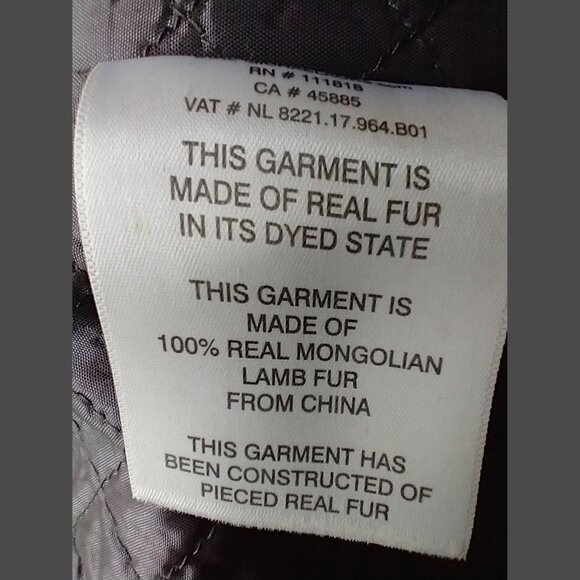 RN # 111818
CA # 45885
VAT # NL 8221.17.964.B01
THIS GARMENT IS
MADE OF REAL FUR
IN ITS DYED STATE
THIS GARMENT IS
MADE OF
100% REAL MONGOLIAN
LAMB FUR
FROM CHINA
THIS GARMENT HAS
BEEN CONSTRUCTED OF
PIECED REAL FUR